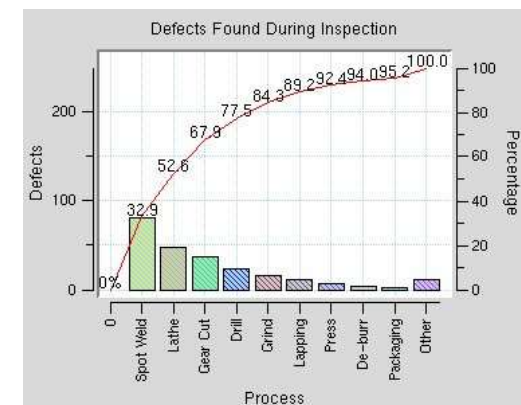 Defects Found During Inspection
100.0
95.2
94.0
92.4
89.2
84.3
77.5
67.9
52.6
32.9
0%
200
100
0
Defects
100
80
60
40
20
0
Percentage
0
Spot Weld
Lathe
Gear Cut
Drill
Grind
Lapping
Press
De-burr
Packaging
Other
Process